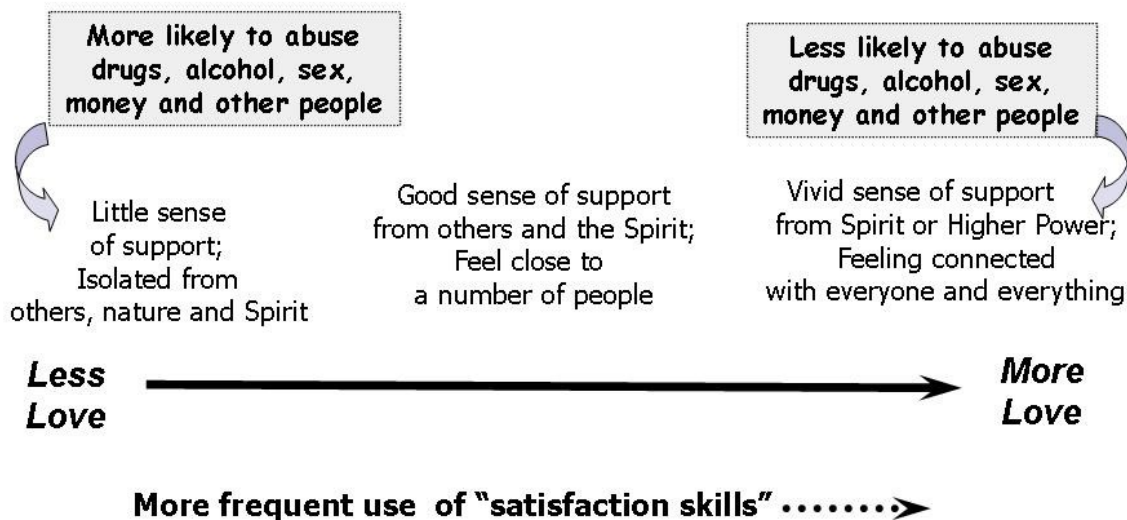 More likely to abuse
drugs, alcohol, sex,
money and other people
Less likely to abuse
drugs, alcohol, sex,
money and other people
Little sense
of support;
Isolated from
others, nature and Spirit
Good sense of support
from others and the Spirit;
Feel close to
a number of people
Vivid sense of support
from Spirit or Higher Power;
Feeling connected
with everyone and everything
Less
Love
More
Love
More frequent use of “satisfaction skills”